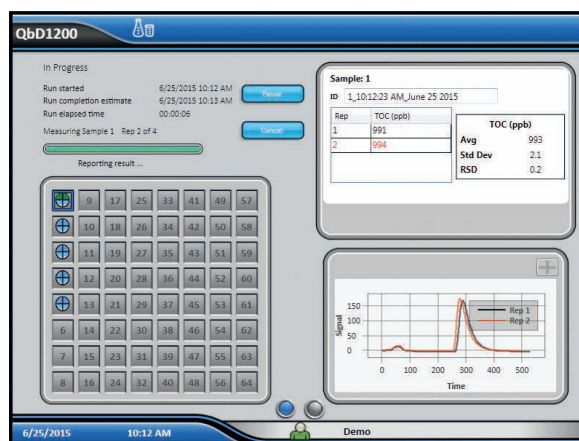 QbD1200
In Progress
Run started 6/25/2015 10:12 AM
Run completion estimate 6/25/2015 10:13 AM
Run elapsed time 00:00:06
Measuring Sample 1 Rep 2 of 4
Reporting result ...
Pause
Cancel
9 17 25 33 41 49 57
10 18 26 34 42 50 58
11 19 27 35 43 51 59
12 20 28 36 44 52 60
13 21 29 37 45 53 61
6 14 22 30 38 46 54 62
7 15 23 31 39 47 55 63
8 16 24 32 40 48 56 64
Sample: 1
ID 1_10:12:23 AM_June 25 2015
Rep TOC (ppb)
1 991
2 994
TOC (ppb)
Avg 993
Std Dev 2.1
RSD 0.2
Signal
150
100
50
0
Rep 1
Rep 2
0 100 200 300 400 500
Time
6/25/2015 10:12 AM Demo